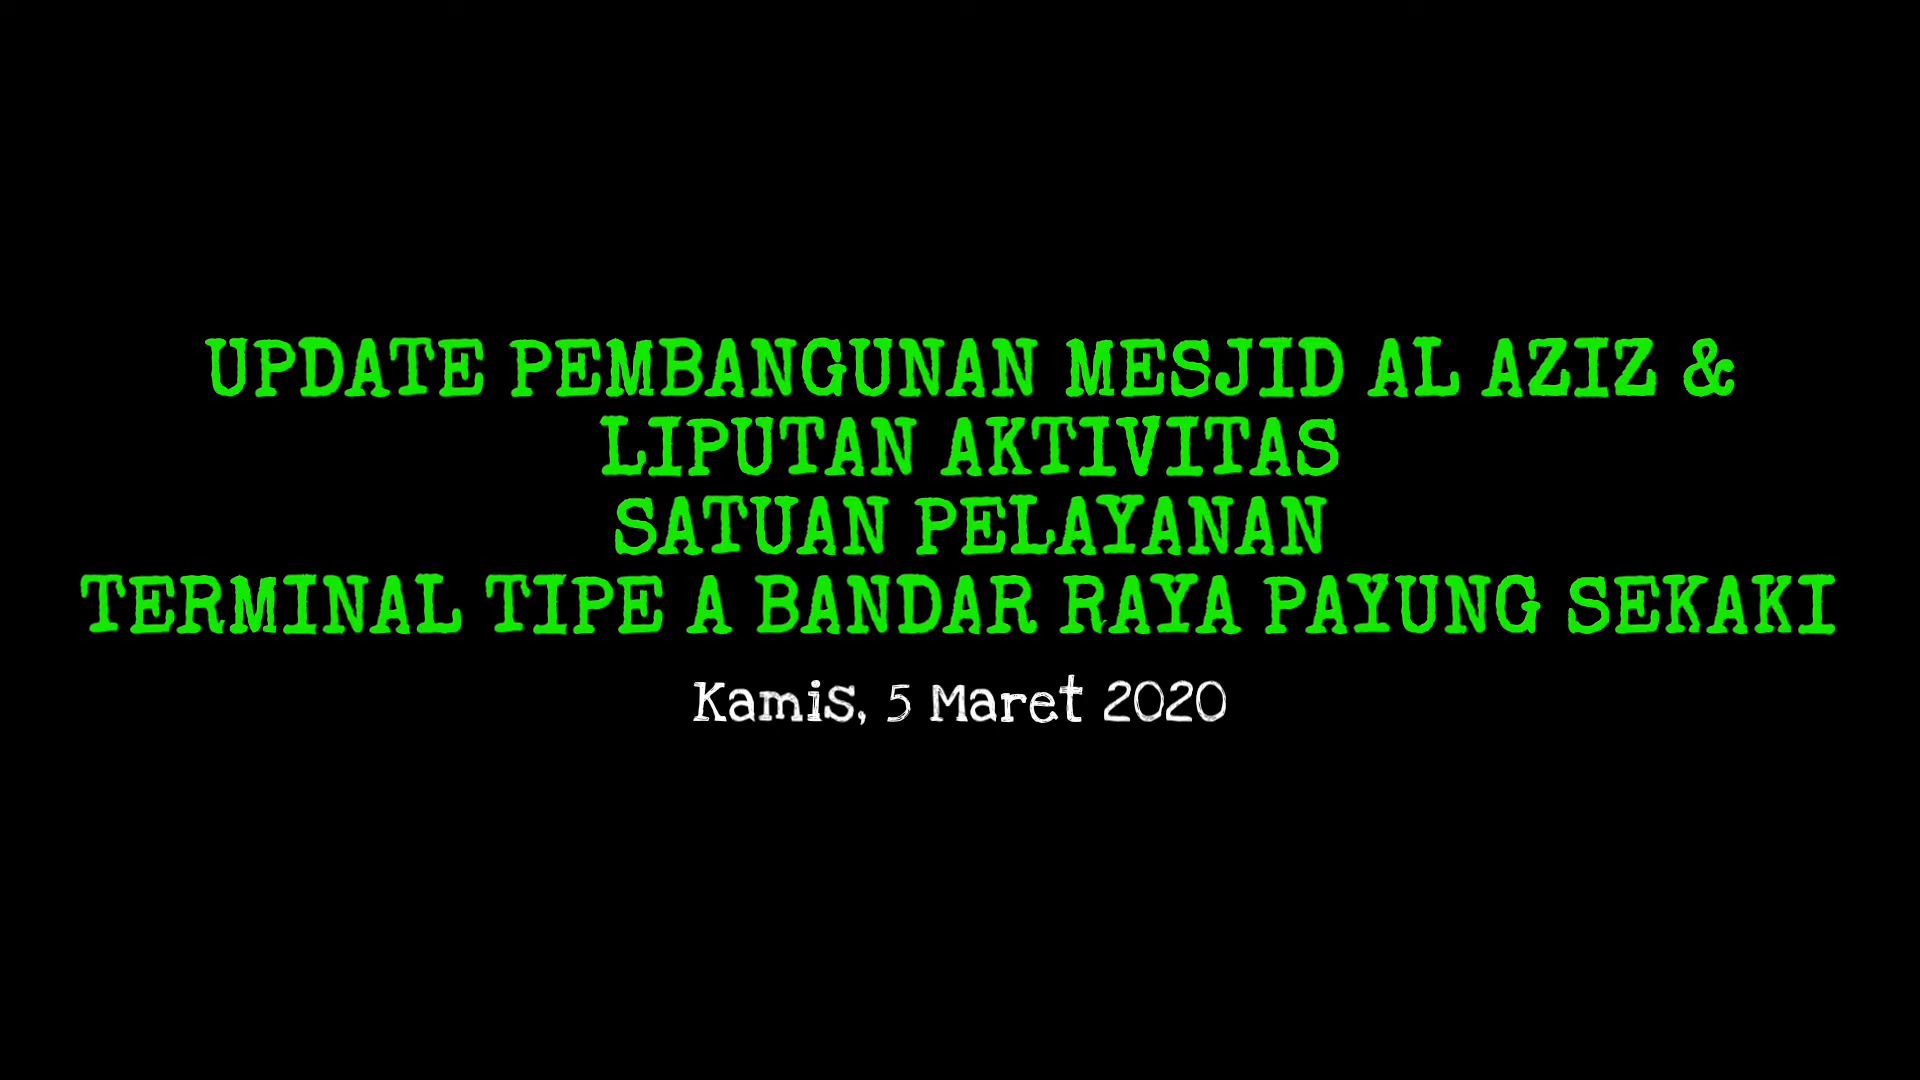 UPDATE PEMBANGUNAN MESJID AL AZIZ &
LIPUTAN AKTIVITAS
SATUAN PELAYANAN
TERMINAL TIPE A BANDAR RAYA PAYUNG SEKAKI
Kamis, 5 Maret 2020